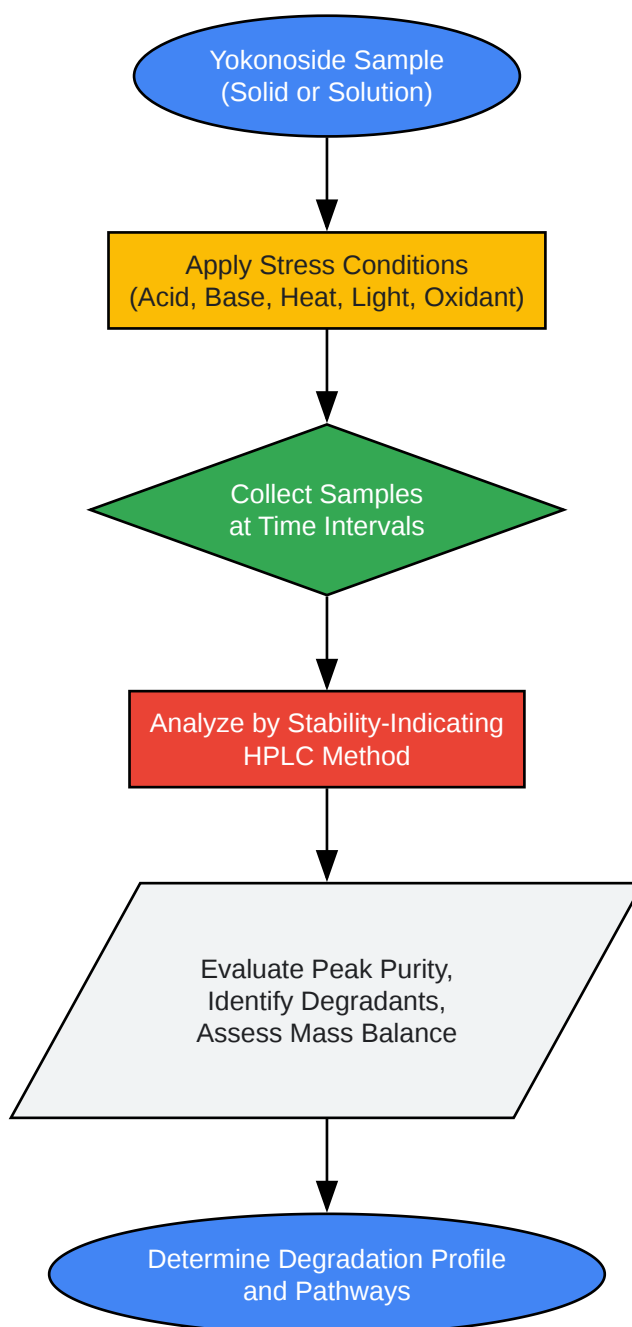 Yokonoside Sample
(Solid or Solution)
Apply Stress Conditions
(Acid, Base, Heat, Light, Oxidant)
Collect Samples
at Time Intervals
Analyze by Stability-Indicating
HPLC Method
Evaluate Peak Purity,
Identify Degradants,
Assess Mass Balance
Determine Degradation Profile
and Pathways